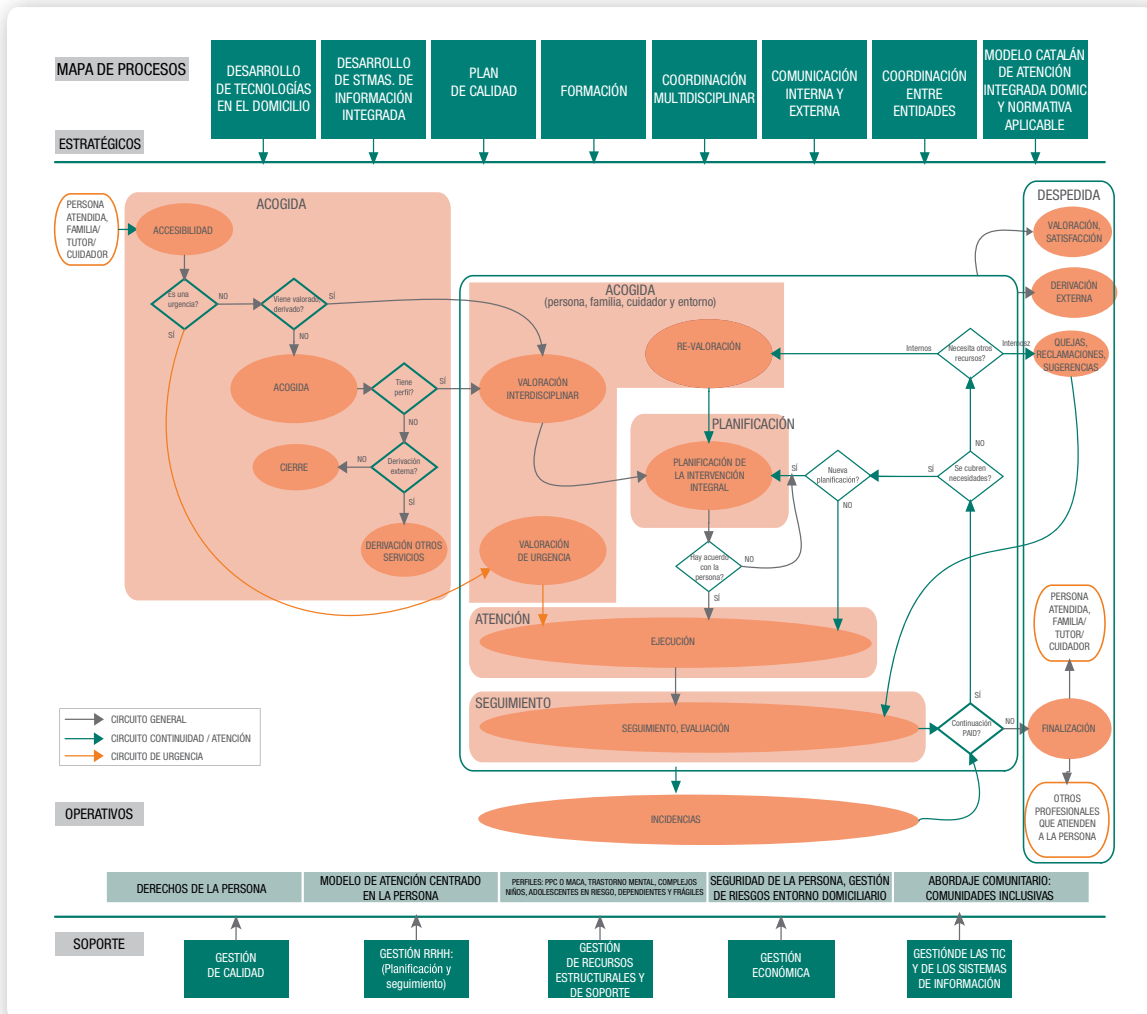 MAPA DE PROCESOS
DESARROLLO
DE TECNOLOGÍAS
EN EL DOMICILIO
DESARROLLO
DE STMAS. DE
INFORMACIÓN
INTEGRADA
PLAN
DE CALIDAD
FORMACIÓN
COORDINACIÓN
MULTIDISCIPLINAR
COMUNICACIÓN
INTERNA Y
EXTERNA
COORDINACIÓN
ENTRE
ENTIDADES
MODELO CATALÁN
DE ATENCIÓN
INTEGRADA DOMIC
Y NORMATIVA
APLICABLE
ESTRATÉGICOS
PERSONA
ATENDIDA,
FAMILIA/
TUTOR/
CUIDADOR
ACOGIDA
ACCESIBILIDAD
Es una
urgencia?
NO
SÍ
Viene valorado,
derivado?
SÍ
NO
ACOGIDA
Tiene
perfil?
SÍ
NO
Derivación
externa?
NO
SÍ
CIERRE
DERIVACIÓN OTROS
SERVICIOS
ACOGIDA
(persona, familia, cuidador y entorno)
RE-VALORACIÓN
VALORACIÓN
INTERDISCIPLINAR
VALORACIÓN
DE URGENCIA
PLANIFICACIÓN
PLANIFICACIÓN DE
LA INTERVENCIÓN
INTEGRAL
SÍ
Nueva
planificación?
NO
SÍ
Se cubren
necesidades?
NO
Internos
Necesita otros
recursos?
Internosz
Hay acuerdo
con la
persona?
NO
SÍ
ATENCIÓN
EJECUCIÓN
SEGUIMIENTO
SEGUIMIENTO, EVALUACIÓN
SÍ
Continuación
PAID?
NO
INCIDENCIAS
DESPEDIDA
VALORACIÓN,
SATISFACCIÓN
DERIVACIÓN
EXTERNA
QUEJAS,
RECLAMACIONES,
SUGERENCIAS
PERSONA
ATENDIDA,
FAMILIA/
TUTOR/
CUIDADOR
FINALIZACIÓN
OTROS
PROFESIONALES
QUE ATIENDEN
A LA PERSONA
CIRCUITO GENERAL
CIRCUITO CONTINUIDAD / ATENCIÓN
CIRCUITO DE URGENCIA
OPERATIVOS
DERECHOS DE LA PERSONA
MODELO DE ATENCIÓN CENTRADO
EN LA PERSONA
PERFILES: PPC O MACA, TRASTORNO MENTAL, COMPLEJOS
NIÑOS, ADOLESCENTES EN RIESGO, DEPENDIENTES Y FRÁGILES
SEGURIDAD DE LA PERSONA, GESTIÓN
DE RIESGOS ENTORNO DOMICILIARIO
ABORDAJE COMUNITARIO:
COMUNIDADES INCLUSIVAS
SOPORTE
GESTIÓN
DE CALIDAD
GESTIÓN RRHH:
(Planificación y
seguimiento)
GESTIÓN
DE RECURSOS
ESTRUCTURALES Y
DE SOPORTE
GESTIÓN
ECONÓMICA
GESTIÓNDE LAS TIC
Y DE LOS SISTEMAS
DE INFORMACIÓN